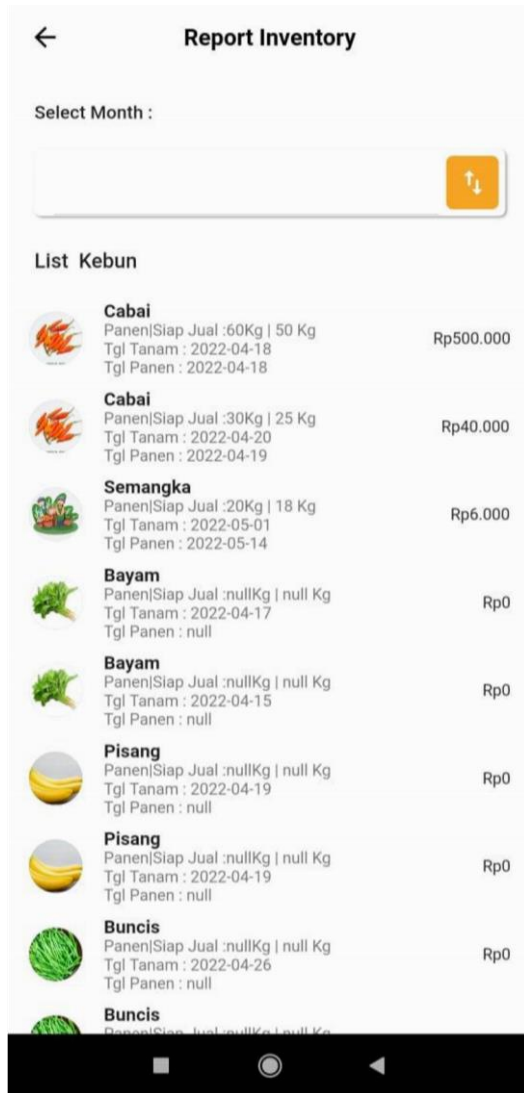 Report Inventory
Select Month :
List Kebun
Cabai
Panen|Siap Jual :60Kg | 50 Kg
Rp500.000
Tgl Tanam : 2022-04-18
Tgl Panen : 2022-04-18
Cabai
Panen|Siap Jual :30Kg | 25 Kg
Rp40.000
Tgl Tanam : 2022-04-20
Tgl Panen : 2022-04-19
Semangka
Panen|Siap Jual :20Kg | 18 Kg
Rp6.000
Tgl Tanam : 2022-05-01
Tgl Panen : 2022-05-14
Bayam
Panen|Siap Jual :nullKg | null Kg
Rp0
Tgl Tanam : 2022-04-17
Tgl Panen : null
Bayam
Panen|Siap Jual :nullKg | null Kg
Rp0
Tgl Tanam : 2022-04-15
Tgl Panen : null
Pisang
Panen|Siap Jual :nullKg | null Kg
Rp0
Tgl Tanam : 2022-04-19
Tgl Panen : null
Pisang
Panen|Siap Jual :nullKg | null Kg
Rp0
Tgl Tanam : 2022-04-19
Tgl Panen : null
Buncis
Panen|Siap Jual :nullKg | null Kg
Rp0
Tgl Tanam : 2022-04-26
Tgl Panen : null
Buncis
Panen|Siap Jual :nullKg | null Kg